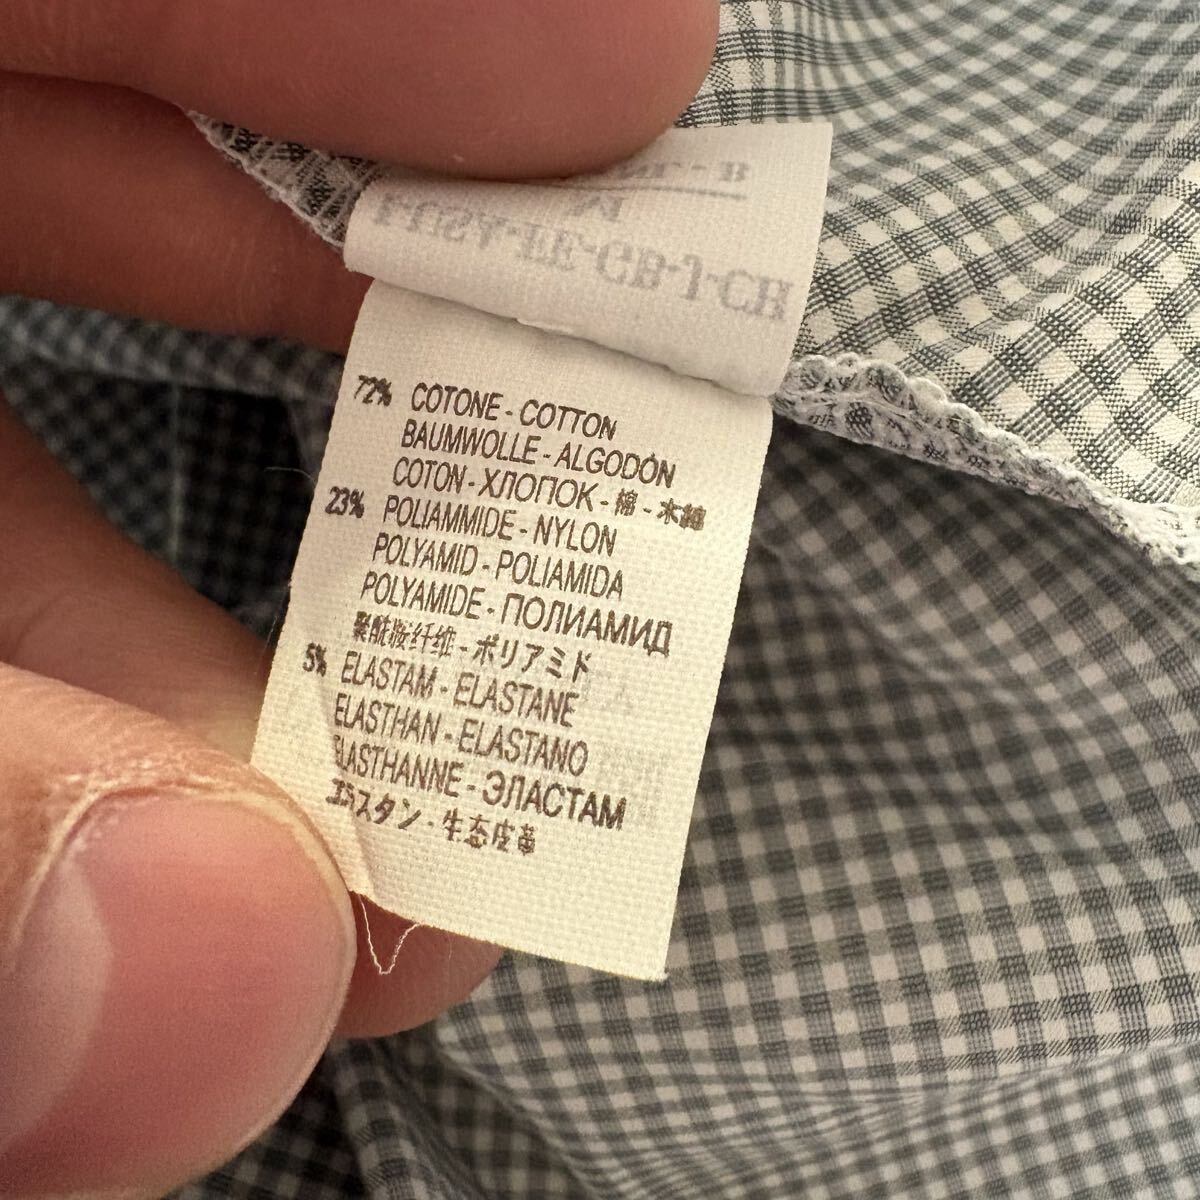 72% COTONE - COTTON
BAUMWOLLE - ALGODÓN
COTON - ХЛОПОК - 棉 - 木綿
23% POLIAMMIDE - NYLON
POLYAMID - POLIAMIDA
POLYAMIDE - ПОЛИАМИД
聚酰胺纤维 - ポリアミド
5% ELASTAM - ELASTANE
ELASTHAN - ELASTANO
ELASTHANNE - ЭЛАСТАМ
エラスタン - 生态皮革